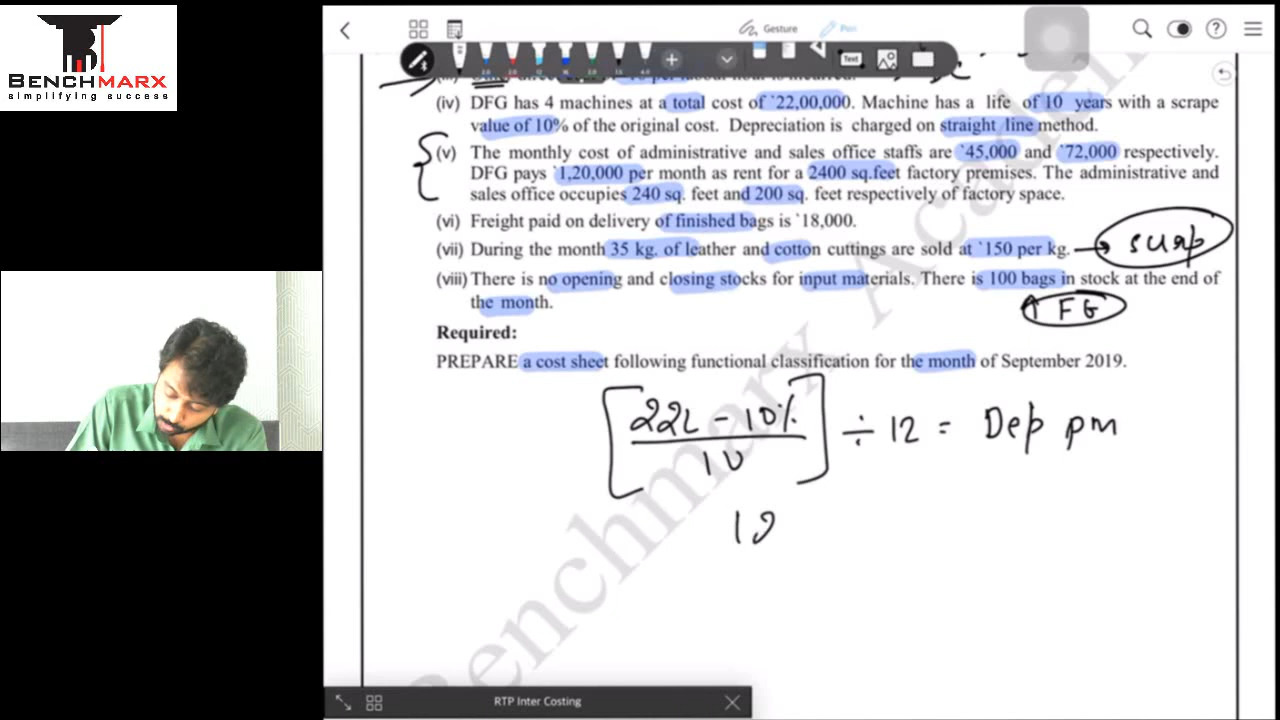 BENCHMARX
simplifying success
Gesture
Pen
Text
(iv) DFG has 4 machines at a total cost of `22,00,000. Machine has a life of 10 years with a scrape
value of 10% of the original cost. Depreciation is charged on straight line method.
(v) The monthly cost of administrative and sales office staffs are `45,000 and `72,000 respectively.
DFG pays `1,20,000 per month as rent for a 2400 sq.feet factory premises. The administrative and
sales office occupies 240 sq. feet and 200 sq. feet respectively of factory space.
(vi) Freight paid on delivery of finished bags is `18,000.
(vii) During the month 35 kg. of leather and cotton cuttings are sold at `150 per kg. → scrap
(viii) There is no opening and closing stocks for input materials. There is 100 bags in stock at the end of
the month.
FG
Required:
PREPARE a cost sheet following functional classification for the month of September 2019.
[22L - 10%
10] ÷ 12 = Dep pm
Benchmarx Academ
RTP Inter Costing